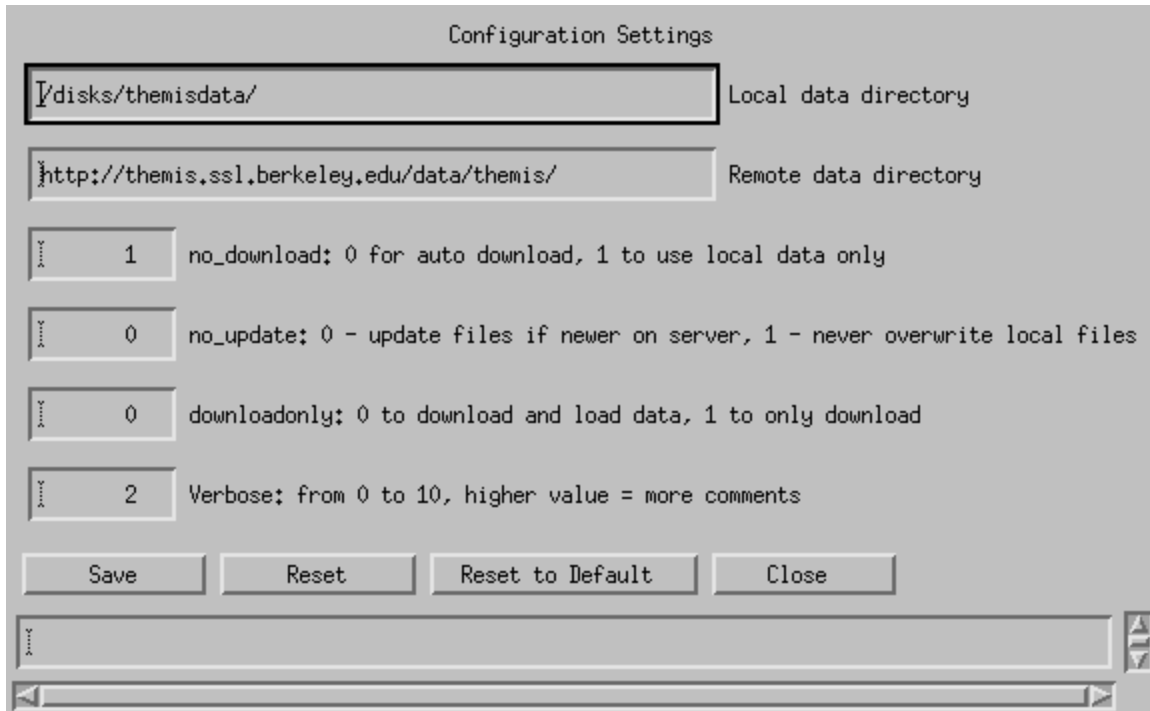 Configuration Settings
/disks/themisdata/ Local data directory
http://themis.ssl.berkeley.edu/data/themis/ Remote data directory
1 no_download: 0 for auto download, 1 to use local data only
0 no_update: 0 - update files if newer on server, 1 - never overwrite local files
0 downloadonly: 0 to download and load data, 1 to only download
2 Verbose: from 0 to 10, higher value = more comments
Save Reset Reset to Default Close